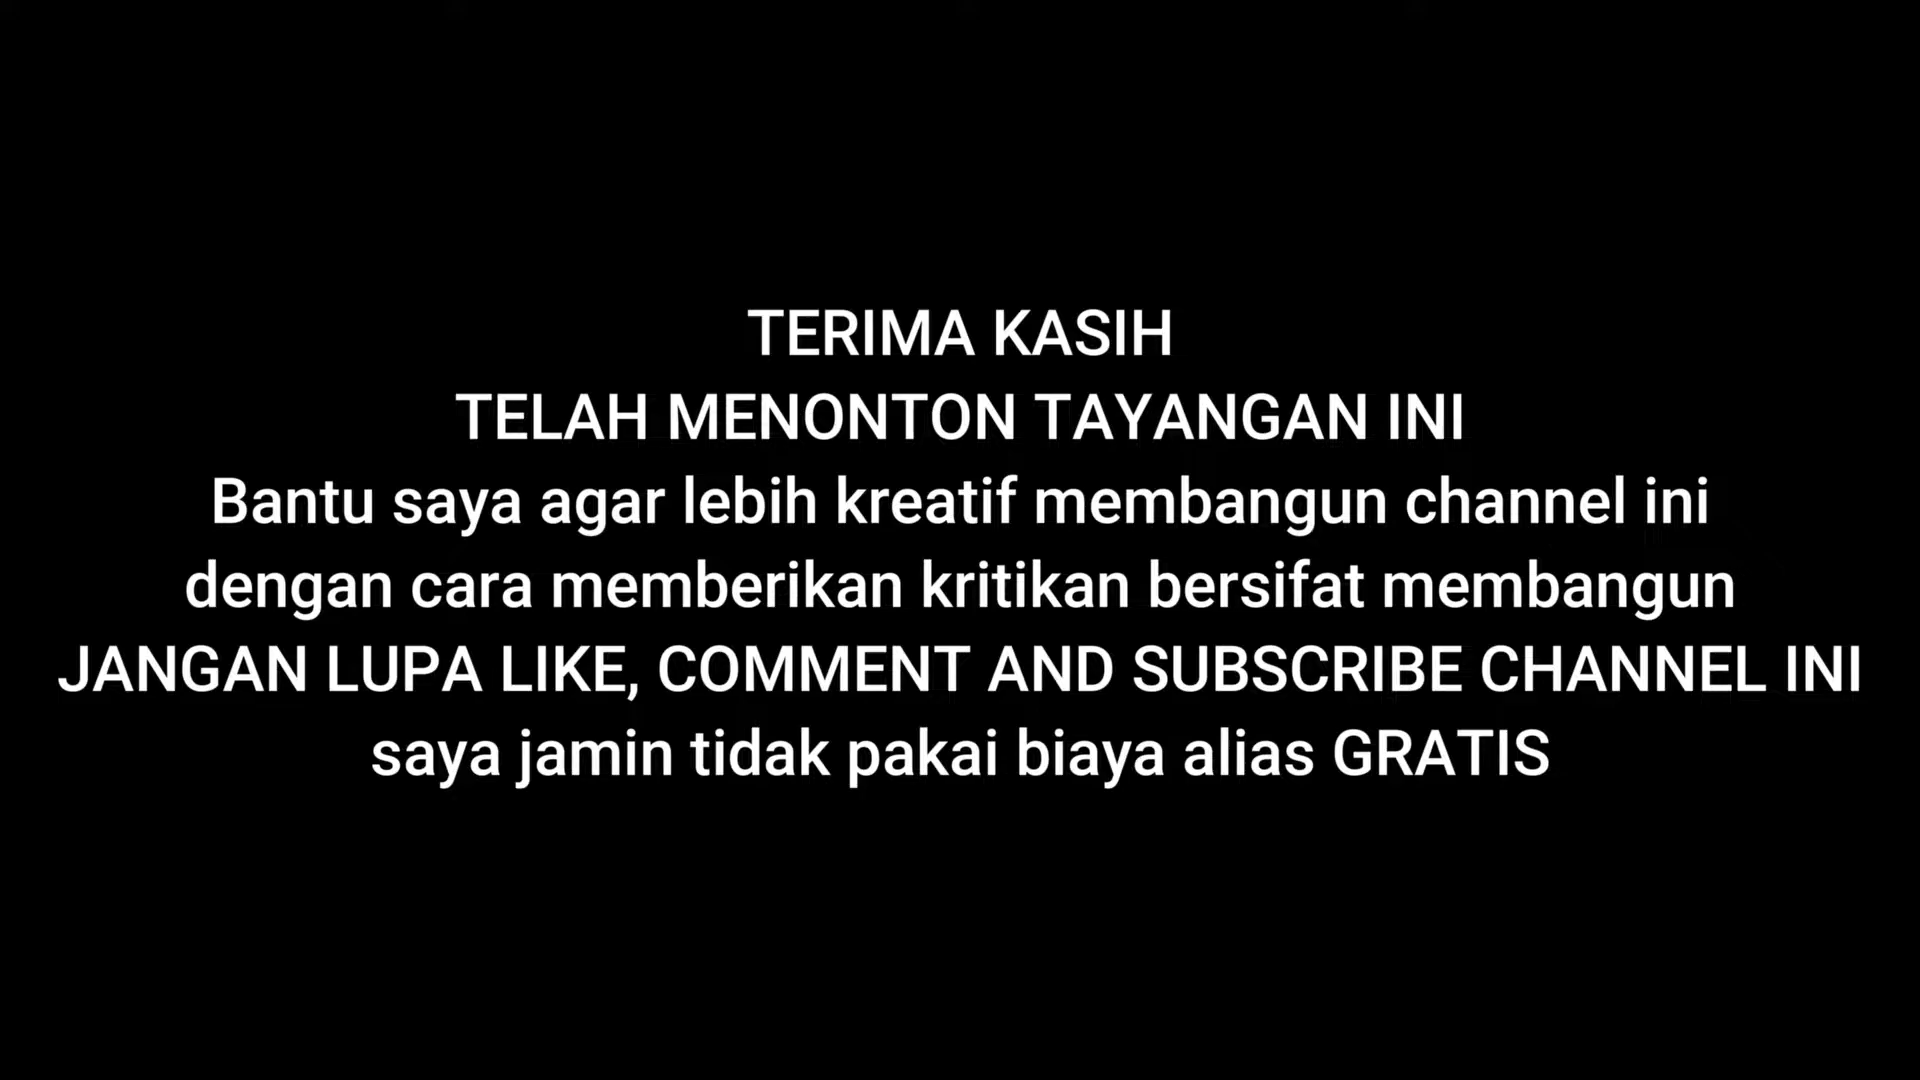 TERIMA KASIH
TELAH MENONTON TAYANGAN INI
Bantu saya agar lebih kreatif membangun channel ini
dengan cara memberikan kritikan bersifat membangun
JANGAN LUPA LIKE, COMMENT AND SUBSCRIBE CHANNEL INI
saya jamin tidak pakai biaya alias GRATIS